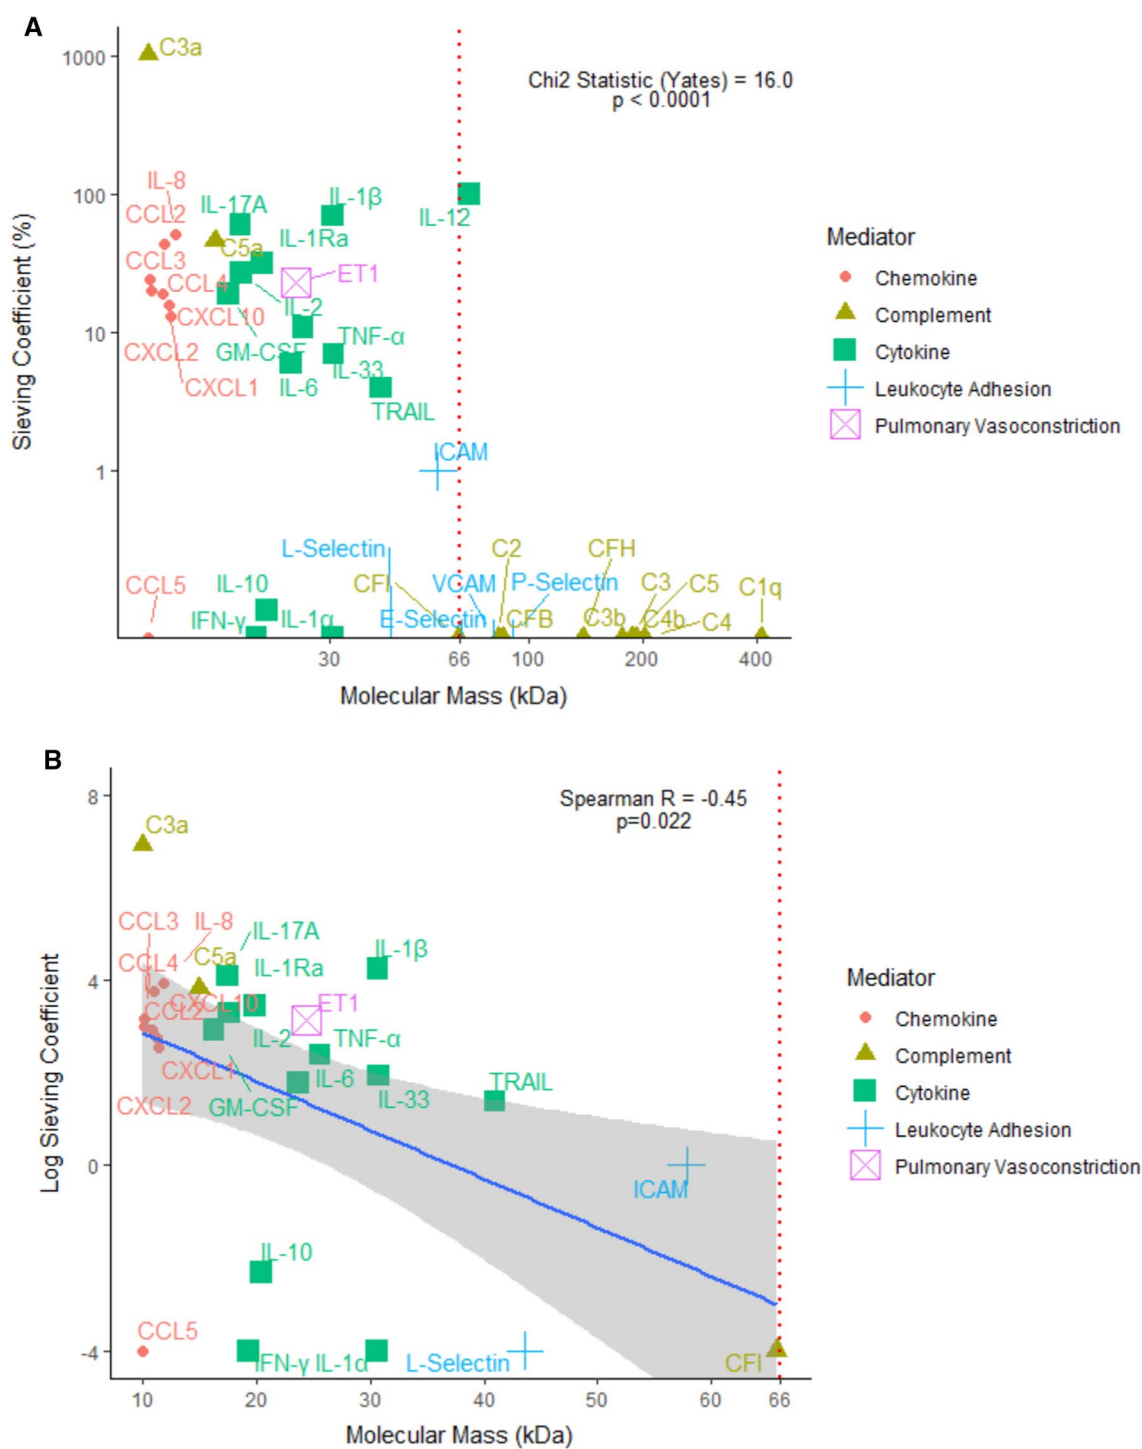 A
C3a
1000
Chi2 Statistic (Yates) = 16.0
p < 0.0001
IL-8
100
IL-17A
IL-1β
CCL2
IL-12
C5a
IL-1Ra
CCL3
CCL4
ET1
Mediator
Chemokine
Complement
Cytokine
Leukocyte Adhesion
Pulmonary Vasoconstriction
CXCL10
IL-2
10
TNF-α
CXCL2
GM-CSF
IL-33
CXCL1
IL-6
TRAIL
ICAM
1
Sieving Coefficient (%)
L-Selectin
C2
CFH
CCL5
IL-10
CFI
VCAM
P-Selectin
C3
C5
C1q
IFN-γ
IL-1α
E-Selectin
CFB
C3b
C4b
C4
30
66
100
200
400
Molecular Mass (kDa)
B
8
Spearman R = -0.45
p=0.022
C3a
CCL3
IL-8
IL-17A
IL-1β
C5a
CCL4
IL-1Ra
4
CXCL10
CCL2
ET1
IL-2
TNF-α
CXCL1
IL-6
TRAIL
CXCL2
GM-CSF
IL-33
Mediator
Chemokine
Complement
Cytokine
Leukocyte Adhesion
Pulmonary Vasoconstriction
Log Sieving Coefficient
0
ICAM
IL-10
CCL5
-4
IFN-γ
IL-1α
L-Selectin
CFI
10
20
30
40
50
60
66
Molecular Mass (kDa)